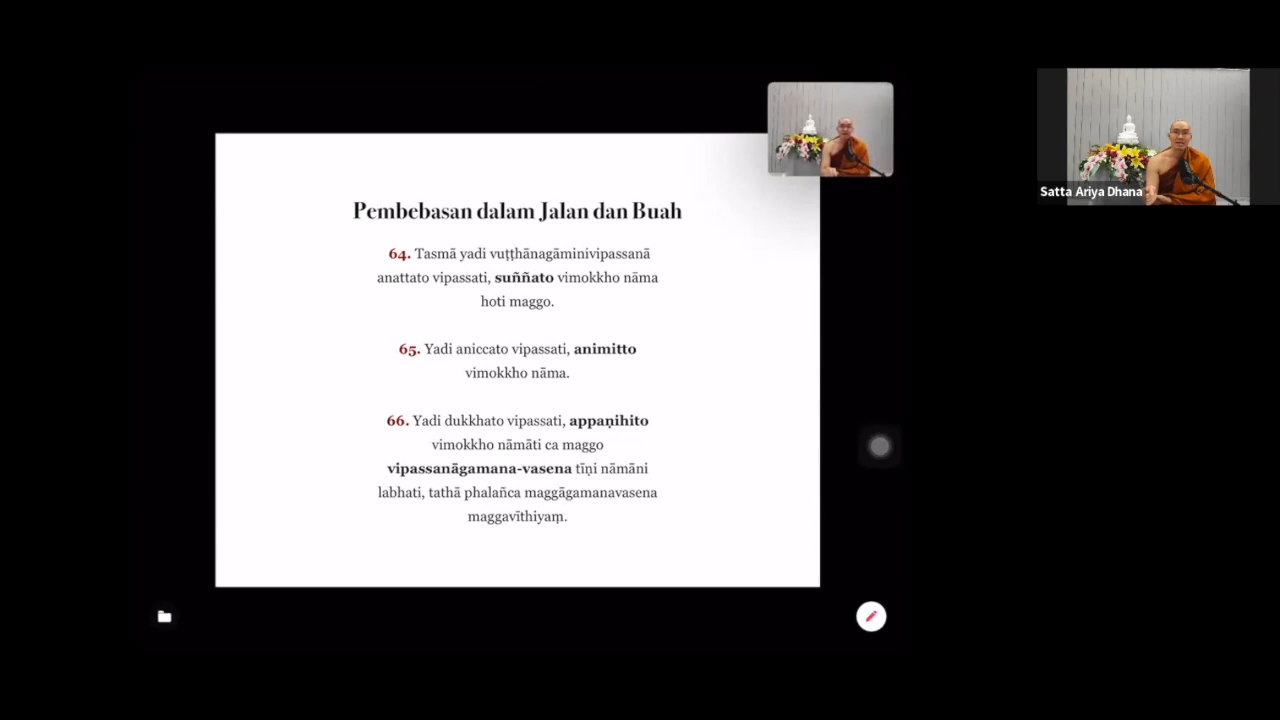 Pembebasan dalam Jalan dan Buah
64. Tasmā yadi vuṭṭhānagāminivipassanā
anattato vipassati, suññato vimokkho nāma
hoti maggo.
65. Yadi aniccato vipassati, animitto
vimokkho nāma.
66. Yadi dukkhato vipassati, appaṇihito
vimokkho nāmāti ca maggo
vipassanāgamana-vasena tīṇi nāmāni
labhati, tathā phalañca maggāgamanavasena
maggavīthiyaṃ.
Satta Ariya Dhana